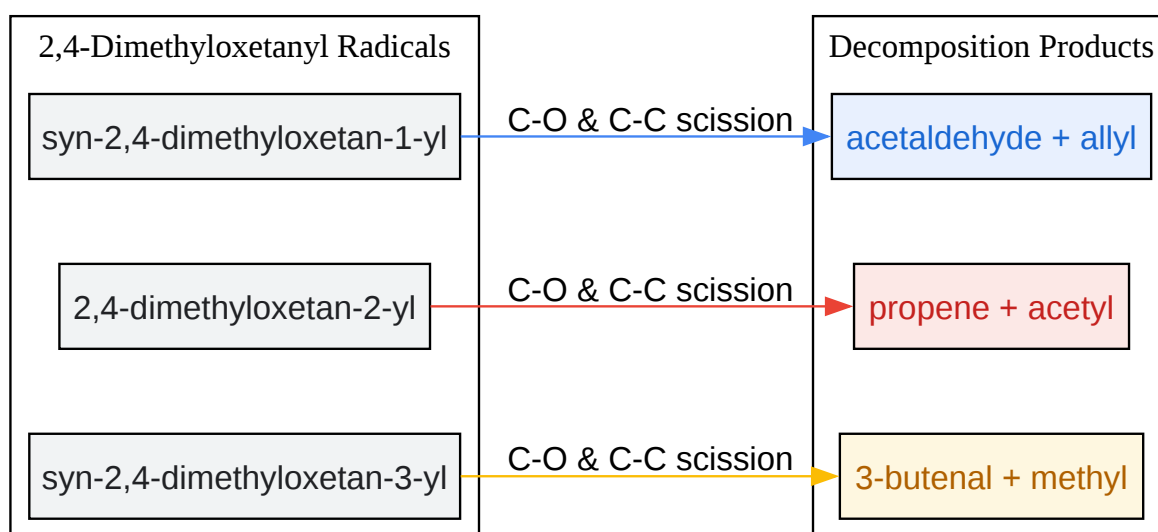 2,4-Dimethyloxetanyl Radicals
Decomposition Products
syn-2,4-dimethyloxetan-1-yl
C-O & C-C scission
acetaldehyde + allyl
2,4-dimethyloxetan-2-yl
C-O & C-C scission
propene + acetyl
syn-2,4-dimethyloxetan-3-yl
C-O & C-C scission
3-butenal + methyl